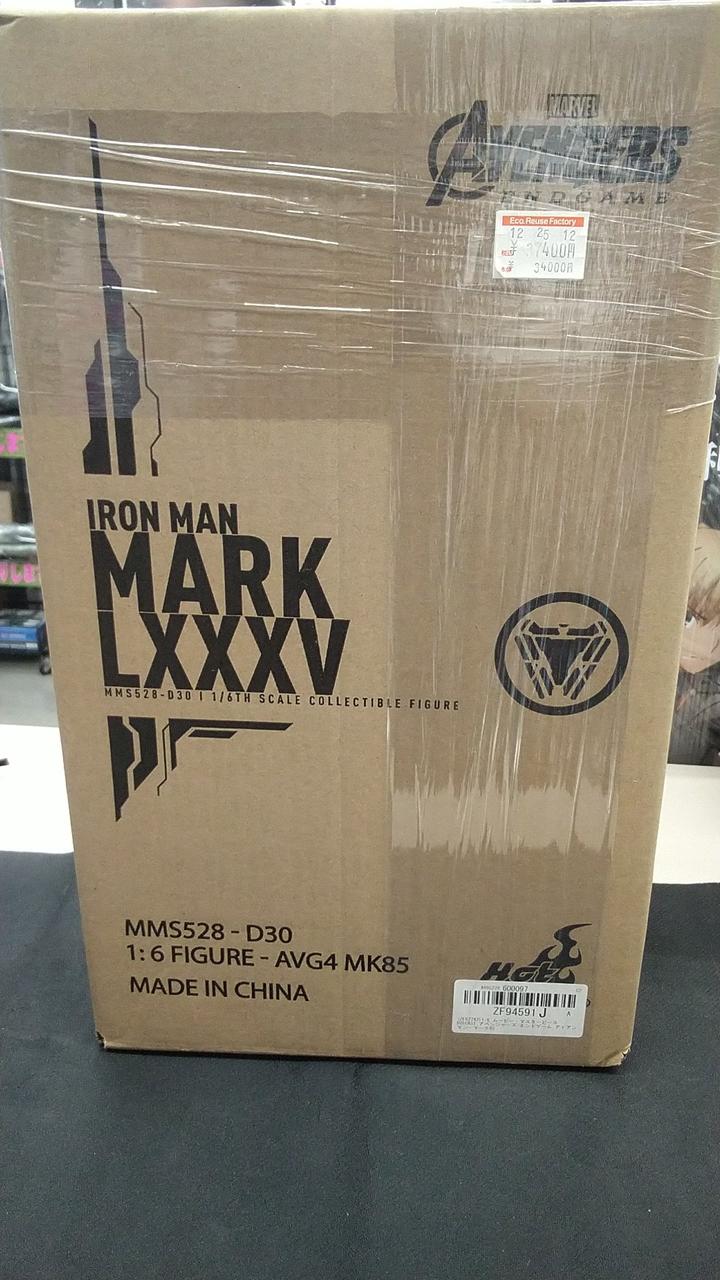 MARVEL
AVENGERS
ENDGAME
Eco.Reuse Factory
12 25 12
37400円
34000円
IRON MAN
MARK
LXXXV
MMS528-D30 | 1/6TH SCALE COLLECTIBLE FIGURE
MMS528 - D30
1: 6 FIGURE - AVG4 MK85
MADE IN CHINA
Hot
600097
ZF94591 J A